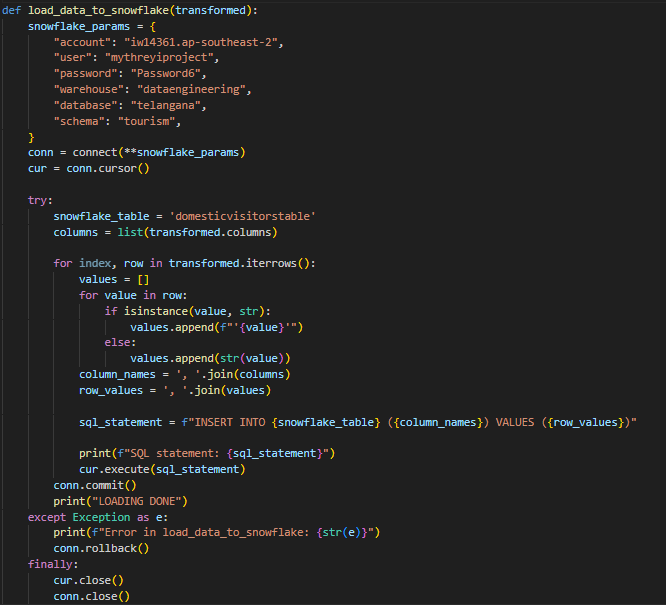 def load_data_to_snowflake(transformed):
    snowflake_params = {
        "account": "iw14361.ap-southeast-2",
        "user": "mythreyiproject",
        "password": "Password6",
        "warehouse": "dataengineering",
        "database": "telangana",
        "schema": "tourism",
    }
    conn = connect(**snowflake_params)
    cur = conn.cursor()

    try:
        snowflake_table = 'domesticvisitorstable'
        columns = list(transformed.columns)

        for index, row in transformed.iterrows():
            values = []
            for value in row:
                if isinstance(value, str):
                    values.append(f"'{value}'")
                else:
                    values.append(str(value))
            column_names = ', '.join(columns)
            row_values = ', '.join(values)

            sql_statement = f"INSERT INTO {snowflake_table} ({column_names}) VALUES ({row_values})"

            print(f"SQL statement: {sql_statement}")
            cur.execute(sql_statement)
        conn.commit()
        print("LOADING DONE")
    except Exception as e:
        print(f"Error in load_data_to_snowflake: {str(e)}")
        conn.rollback()
    finally:
        cur.close()
        conn.close()